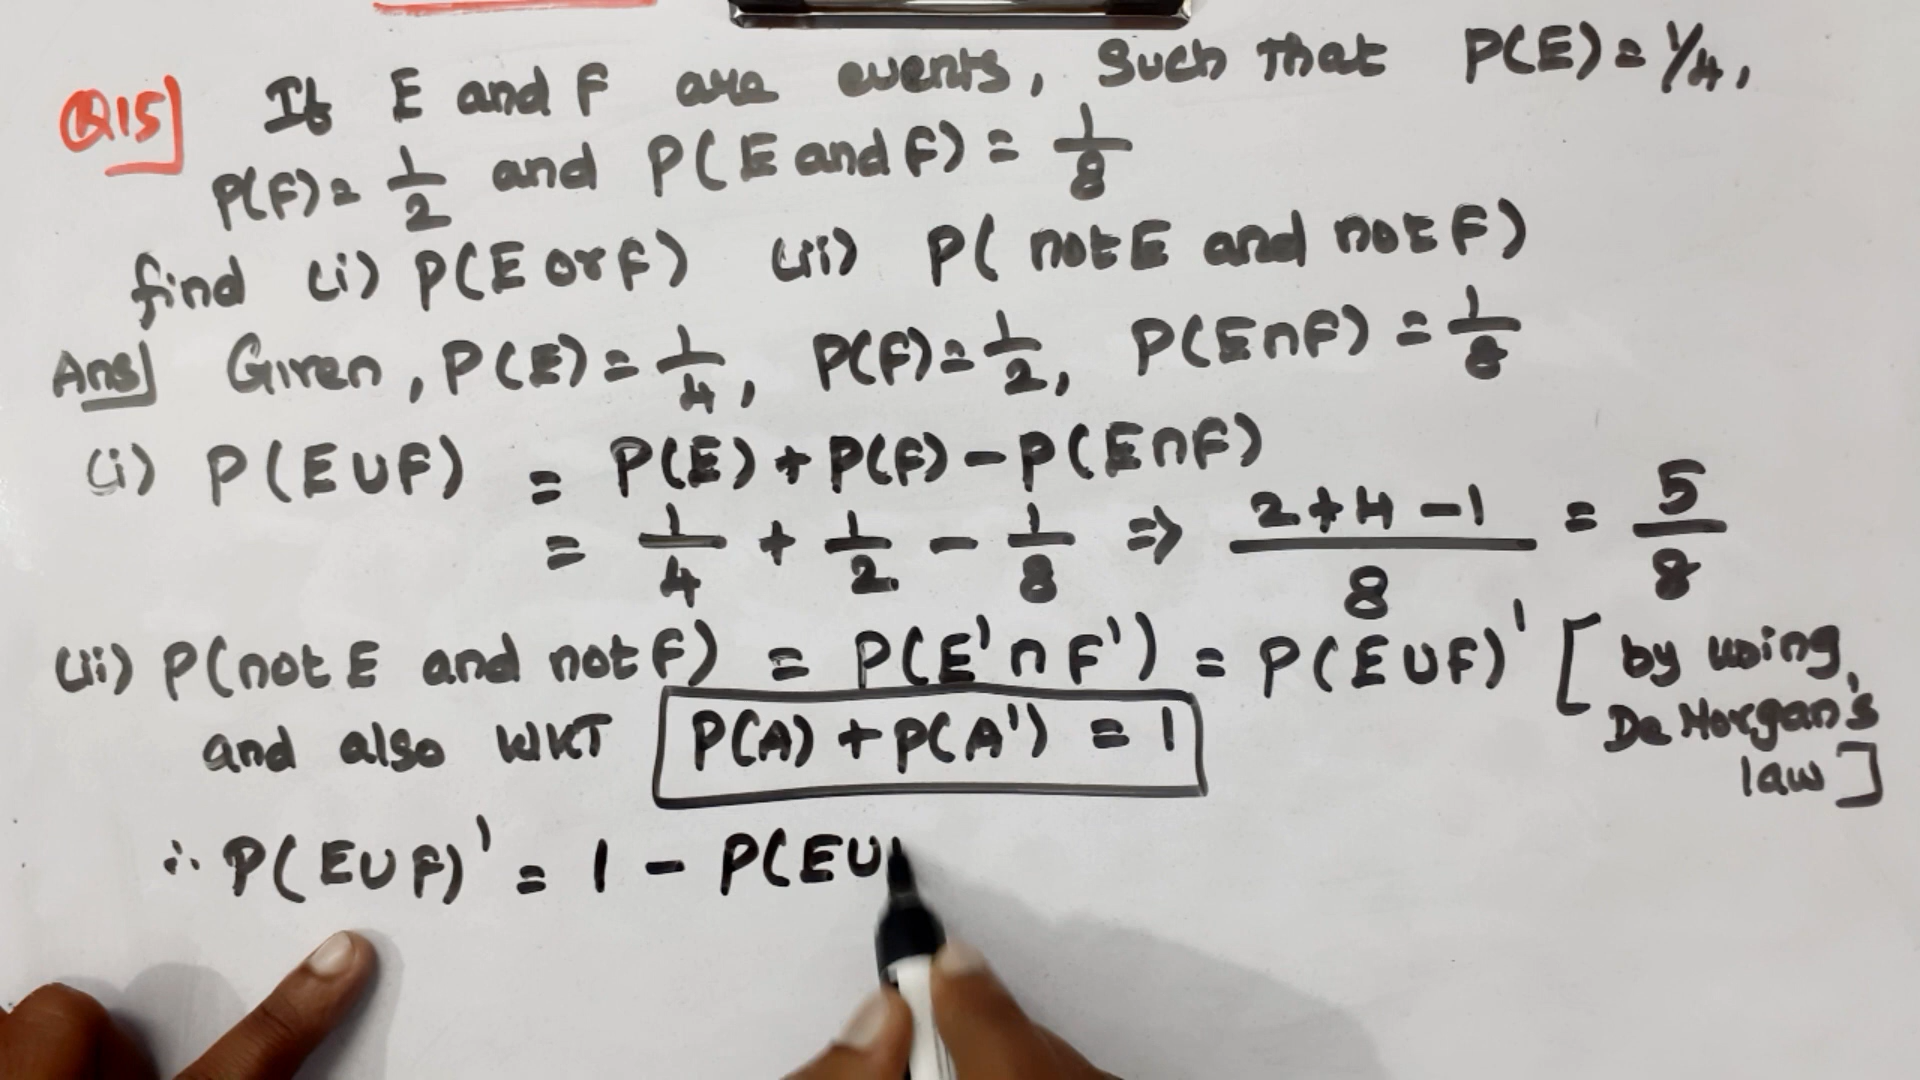 Q15] If E and F are events, Such that P(E) = 1/4,
P(F) = 1/2 and P(E and F) = 1/8
find (i) P(E or F) (ii) P( not E and not F)
Ans] Given, P(E) = 1/4, P(F) = 1/2, P(E∩F) = 1/8
(i) P(E∪F) = P(E) + P(F) - P(E∩F)
= 1/4 + 1/2 - 1/8 => 2+4-1/8 = 5/8
(ii) P(not E and not F) = P(E'∩F') = P(E∪F)' [by using
De Morgan's
law]
and also WKT P(A) + P(A') = 1
∴ P(E∪F)' = 1 - P(E∪